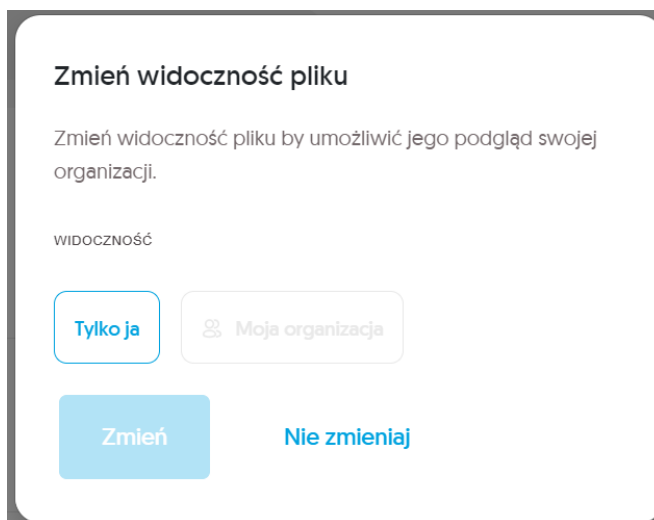 Zmień widoczność pliku
Zmień widoczność pliku by umożliwić jego podgląd swojej
organizacji.
WIDOCZNOŚĆ
Tylko ja
Moja organizacja
Zmień
Nie zmieniaj